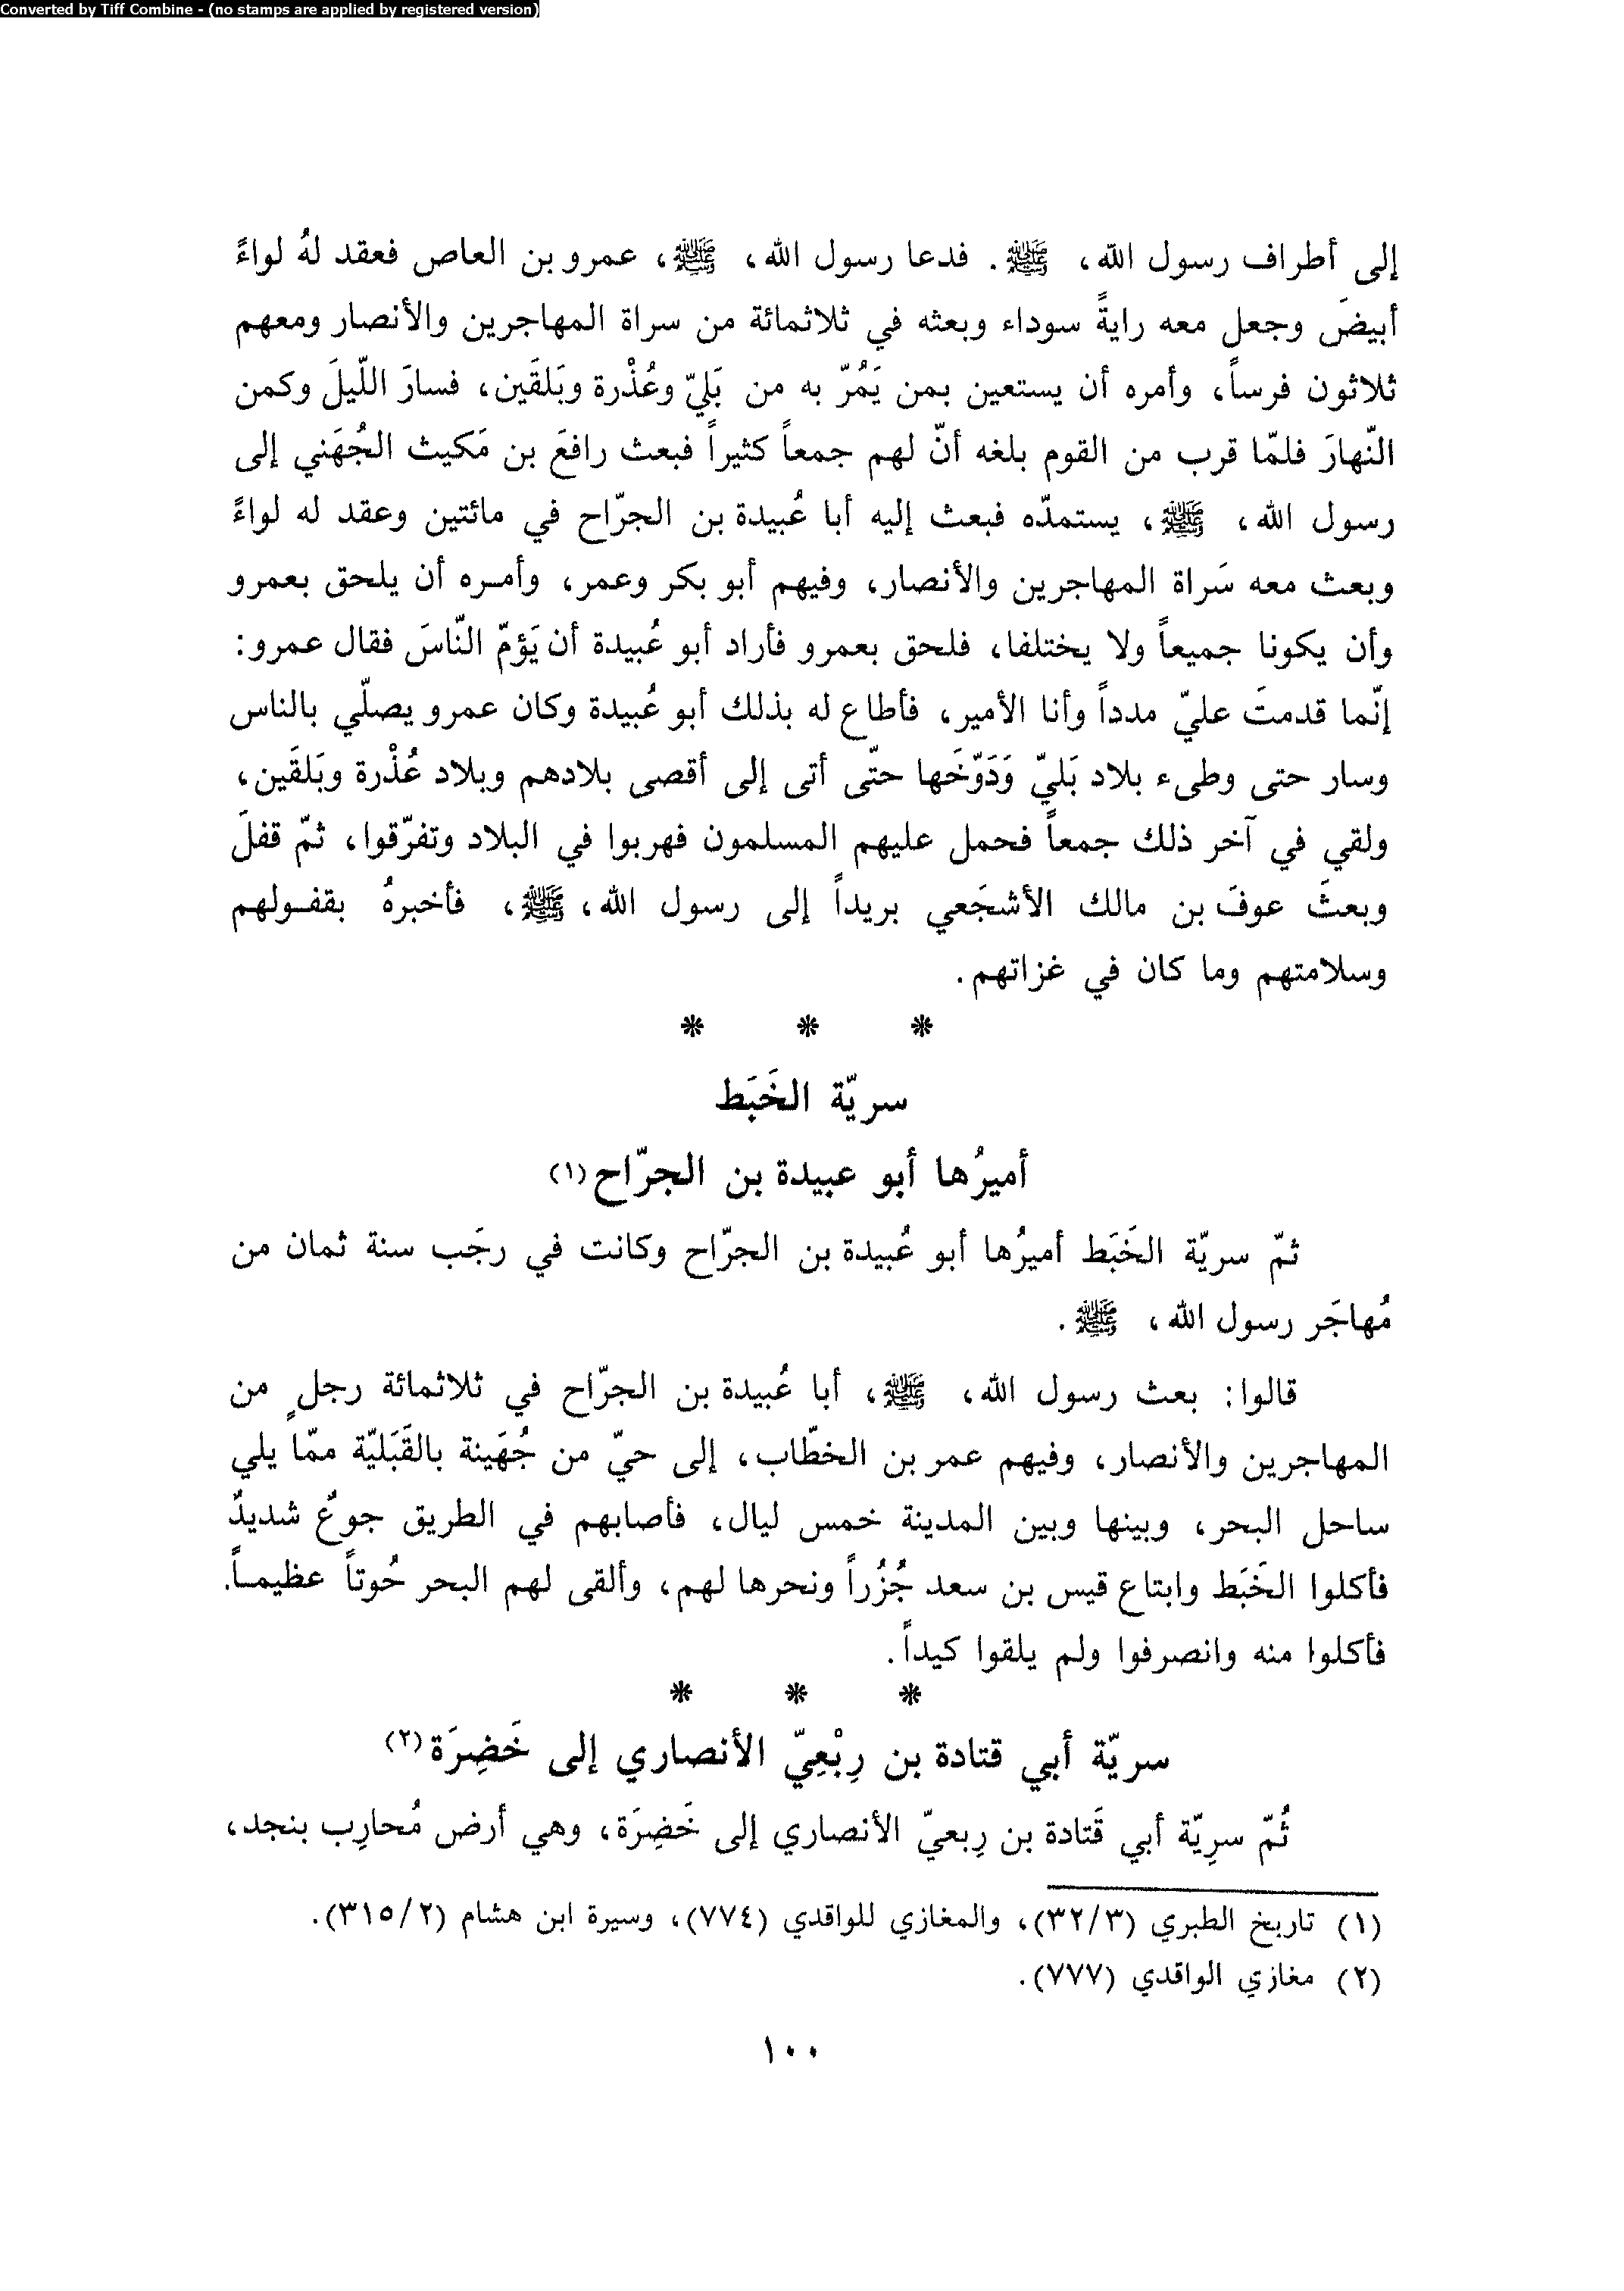 Converted by Tiff Combine - (no stamps are applied by registered version)
إلى أطراف رسول الله، ﷺ. فدعا رسول الله، ﷺ، عمرو بن العاص فعقد لهُ لواءً
أبيضَ وجعل معه رايةً سوداء وبعثه في ثلاثمائة من سراة المهاجرين والأنصار ومعهم
ثلاثون فرساً، وأمره أن يستعين بمن يَمُرّ به من بَليّ وعُذْرة وبَلقَين، فسارَ اللّيلَ وكمن
النّهارَ فلمّا قرب من القوم بلغه أنّ لهم جمعاً كثيراً فبعث رافعَ بن مَكيث الجُهَني إلى
رسول الله، ﷺ، يستمدّه فبعث إليه أبا عُبيدة بن الجرّاح في مائتين وعقد له لواءً
وبعث معه سَراة المهاجرين والأنصار، وفيهم أبو بكر وعمر، وأمره أن يلحق بعمرو
وأن يكونا جميعاً ولا يختلفا، فلحق بعمرو فأراد أبو عُبيدة أن يَؤمّ النّاسَ فقال عمرو:
إنّما قدمتَ عليّ مدداً وأنا الأمير، فأطاع له بذلك أبو عُبيدة وكان عمرو يصلّي بالناس
وسار حتى وطىء بلاد بَليّ وَدَوّخَها حتّى أتى إلى أقصى بلادهم وبلاد عُذْرة وبَلقَين،
ولقي في آخر ذلك جمعاً فحمل عليهم المسلمون فهربوا في البلاد وتفرّقوا، ثمّ قفلَ
وبعثَ عوفَ بن مالك الأشجَعي بريداً إلى رسول الله، ﷺ، فأخبرهُ بقفولهم
وسلامتهم وما كان في غزاتهم.
* * *
سريّة الخَبَط
أميرُها أبو عبيدة بن الجرّاح(١)
ثمّ سريّة الخَبَط أميرُها أبو عُبيدة بن الجرّاح وكانت في رجَب سنة ثمان من
مُهاجَر رسول الله، ﷺ.
قالوا: بعث رسول الله، ﷺ، أبا عُبيدة بن الجرّاح في ثلاثمائة رجلٍ من
المهاجرين والأنصار، وفيهم عمر بن الخطّاب، إلى حيّ من جُهَينة بالقَبَليّة ممّا يلي
ساحل البحر، وبينها وبين المدينة خمس ليال، فأصابهم في الطريق جوعٌ شديدٌ
فأكلوا الخَبَط وابتاع قيس بن سعد جُزُراً ونحرها لهم، وألقى لهم البحر حُوتاً عظيماً.
فأكلوا منه وانصرفوا ولم يلقوا كيداً.
* * *
سريّة أبي قتادة بن رِبْعِيّ الأنصاري إلى خَضِرَة(٢)
ثُمّ سرِيّة أبي قَتادة بن رِبعيّ الأنصاري إلى خَضِرَة، وهي أرض مُحارِب بنجد،
(١) تاريخ الطبري (٣٢/٣)، والمغازي للواقدي (٧٧٤)، وسيرة ابن هشام (٣١٥/٢).
(٢) مغازي الواقدي (٧٧٧).
١٠٠